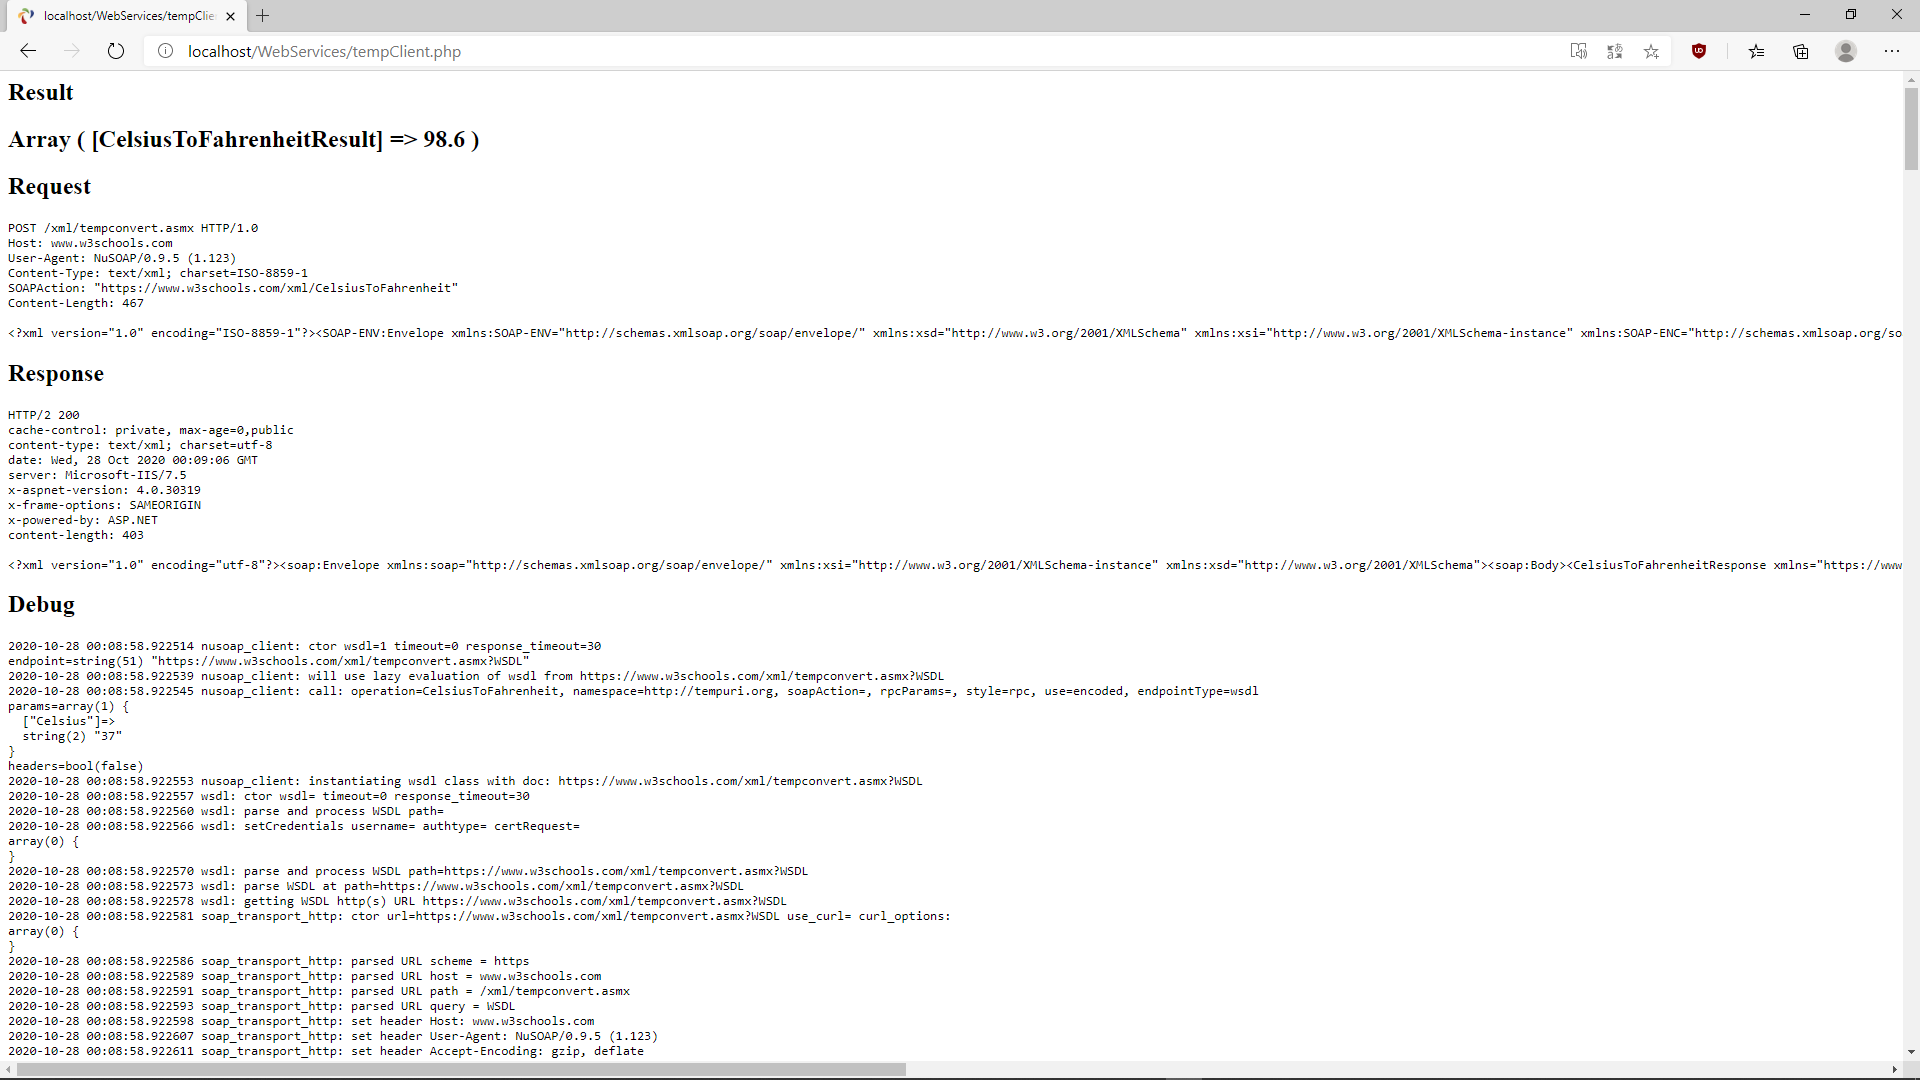 localhost/WebServices/tempClie
localhost/WebServices/tempClient.php
Result
Array ( [CelsiusToFahrenheitResult] => 98.6 )
Request
POST /xml/tempconvert.asmx HTTP/1.0
Host: www.w3schools.com
User-Agent: NuSOAP/0.9.5 (1.123)
Content-Type: text/xml; charset=ISO-8859-1
SOAPAction: "https://www.w3schools.com/xml/CelsiusToFahrenheit"
Content-Length: 467
<?xml version="1.0" encoding="ISO-8859-1"?><SOAP-ENV:Envelope xmlns:SOAP-ENV="http://schemas.xmlsoap.org/soap/envelope/" xmlns:xsd="http://www.w3.org/2001/XMLSchema" xmlns:xsi="http://www.w3.org/2001/XMLSchema-instance" xmlns:SOAP-ENC="http://schemas.xmlsoap.org/so
Response
HTTP/2 200
cache-control: private, max-age=0,public
content-type: text/xml; charset=utf-8
date: Wed, 28 Oct 2020 00:09:06 GMT
server: Microsoft-IIS/7.5
x-aspnet-version: 4.0.30319
x-frame-options: SAMEORIGIN
x-powered-by: ASP.NET
content-length: 403
<?xml version="1.0" encoding="utf-8"?><soap:Envelope xmlns:soap="http://schemas.xmlsoap.org/soap/envelope/" xmlns:xsi="http://www.w3.org/2001/XMLSchema-instance" xmlns:xsd="http://www.w3.org/2001/XMLSchema"><soap:Body><CelsiusToFahrenheitResponse xmlns="https://www
Debug
2020-10-28 00:08:58.922514 nusoap_client: ctor wsdl=1 timeout=0 response_timeout=30
endpoint=string(51) "https://www.w3schools.com/xml/tempconvert.asmx?WSDL"
2020-10-28 00:08:58.922539 nusoap_client: will use lazy evaluation of wsdl from https://www.w3schools.com/xml/tempconvert.asmx?WSDL
2020-10-28 00:08:58.922545 nusoap_client: call: operation=CelsiusToFahrenheit, namespace=http://tempuri.org, soapAction=, rpcParams=, style=rpc, use=encoded, endpointType=wsdl
params=array(1) {
  ["Celsius"]=>
  string(2) "37"
}
headers=bool(false)
2020-10-28 00:08:58.922553 nusoap_client: instantiating wsdl class with doc: https://www.w3schools.com/xml/tempconvert.asmx?WSDL
2020-10-28 00:08:58.922557 wsdl: ctor wsdl= timeout=0 response_timeout=30
2020-10-28 00:08:58.922560 wsdl: parse and process WSDL path=
2020-10-28 00:08:58.922566 wsdl: setCredentials username= authtype= certRequest=
array(0) {
}
2020-10-28 00:08:58.922570 wsdl: parse and process WSDL path=https://www.w3schools.com/xml/tempconvert.asmx?WSDL
2020-10-28 00:08:58.922573 wsdl: parse WSDL at path=https://www.w3schools.com/xml/tempconvert.asmx?WSDL
2020-10-28 00:08:58.922578 wsdl: getting WSDL http(s) URL https://www.w3schools.com/xml/tempconvert.asmx?WSDL
2020-10-28 00:08:58.922581 soap_transport_http: ctor url=https://www.w3schools.com/xml/tempconvert.asmx?WSDL use_curl= curl_options:
array(0) {
}
2020-10-28 00:08:58.922586 soap_transport_http: parsed URL scheme = https
2020-10-28 00:08:58.922589 soap_transport_http: parsed URL host = www.w3schools.com
2020-10-28 00:08:58.922591 soap_transport_http: parsed URL path = /xml/tempconvert.asmx
2020-10-28 00:08:58.922593 soap_transport_http: parsed URL query = WSDL
2020-10-28 00:08:58.922598 soap_transport_http: set header Host: www.w3schools.com
2020-10-28 00:08:58.922607 soap_transport_http: set header User-Agent: NuSOAP/0.9.5 (1.123)
2020-10-28 00:08:58.922611 soap_transport_http: set header Accept-Encoding: gzip, deflate